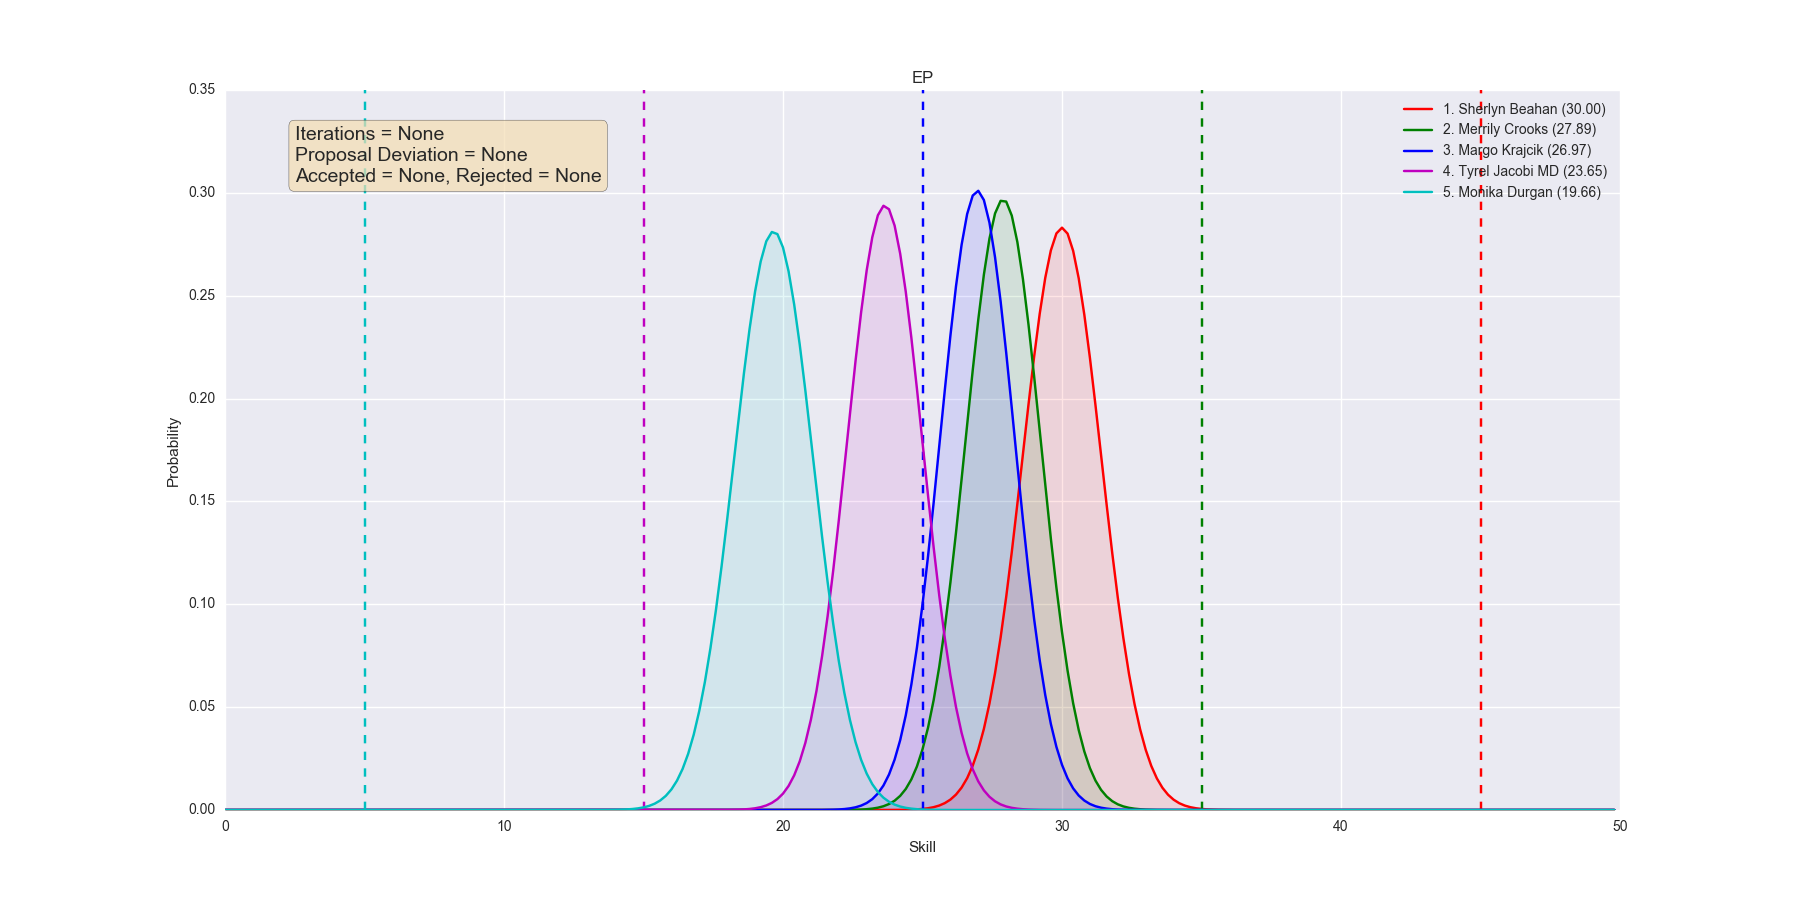 EP
0.35
0.30
0.25
0.20
0.15
0.10
0.05
0.00
Probability
Iterations = None
Proposal Deviation = None
Accepted = None, Rejected = None
1. Sherlyn Beahan (30.00)
2. Merrily Crooks (27.89)
3. Margo Krajcik (26.97)
4. Tyrel Jacobi MD (23.65)
5. Monika Durgan (19.66)
0 10 20 30 40 50
Skill